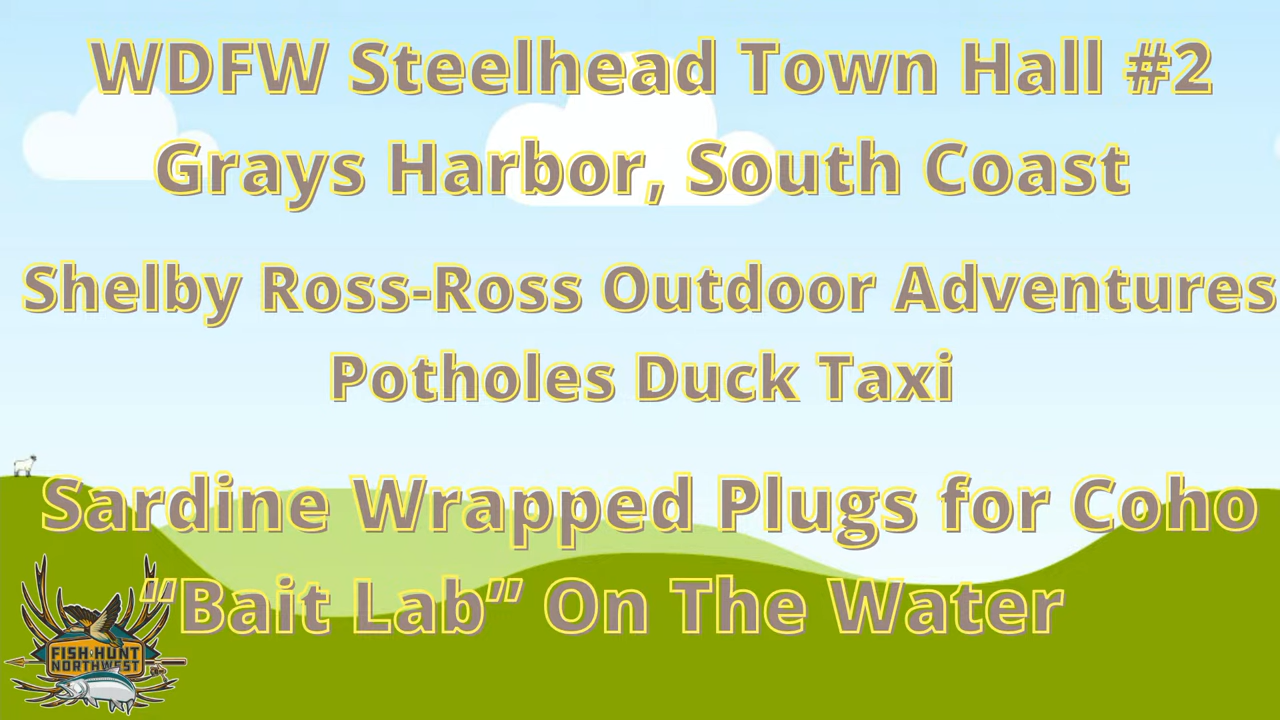 WDFW Steelhead Town Hall #2
Grays Harbor, South Coast
Shelby Ross-Ross Outdoor Adventures
Potholes Duck Taxi
Sardine Wrapped Plugs for Coho
“Bait Lab” On The Water
FISH·HUNT
NORTHWEST